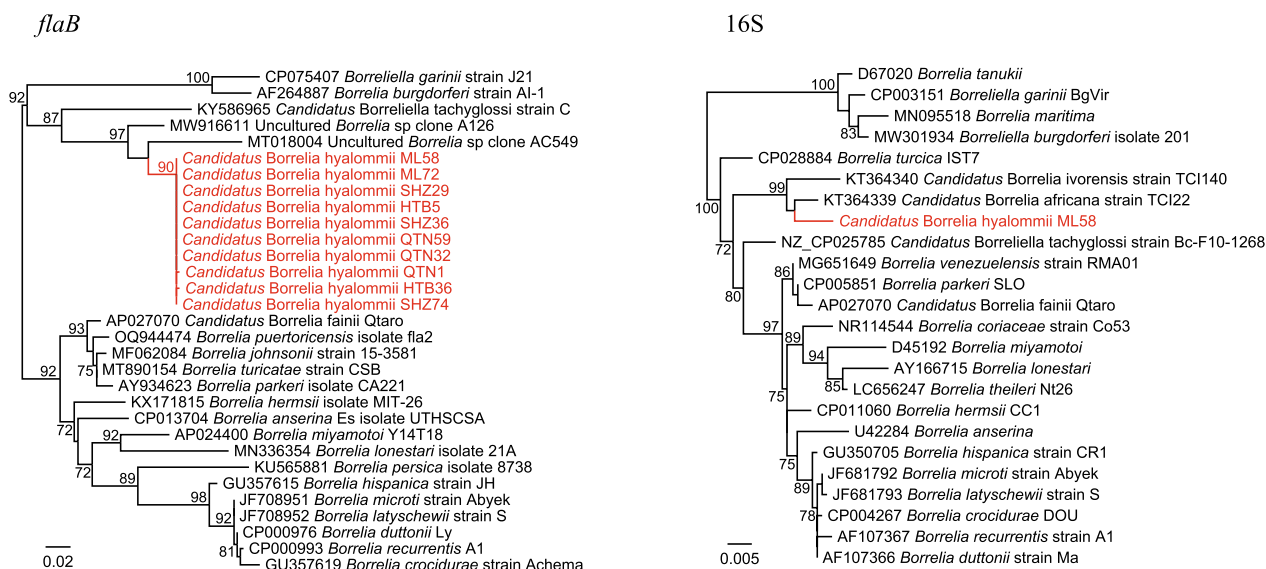 flaB
100
CP075407 Borreliella garinii strain J21
AF264887 Borrelia burgdorferi strain AI-1
92
KY586965 Candidatus Borreliella tachyglossi strain C
87
MW916611 Uncultured Borrelia sp clone A126
97
MT018004 Uncultured Borrelia sp clone AC549
90
Candidatus Borrelia hyalommii ML58
Candidatus Borrelia hyalommii ML72
Candidatus Borrelia hyalommii SHZ29
Candidatus Borrelia hyalommii HTB5
Candidatus Borrelia hyalommii SHZ36
Candidatus Borrelia hyalommii QTN59
Candidatus Borrelia hyalommii QTN32
Candidatus Borrelia hyalommii QTN1
Candidatus Borrelia hyalommii HTB36
Candidatus Borrelia hyalommii SHZ74
AP027070 Candidatus Borrelia fainii Qtaro
93
OQ944474 Borrelia puertoricensis isolate fla2
MF062084 Borrelia johnsonii strain 15-3581
75
MT890154 Borrelia turicatae strain CSB
92
AY934623 Borrelia parkeri isolate CA221
KX171815 Borrelia hermsii isolate MIT-26
CP013704 Borrelia anserina Es isolate UTHSCSA
72
92
AP024400 Borrelia miyamotoi Y14T18
MN336354 Borrelia lonestari isolate 21A
72
KU565881 Borrelia persica isolate 8738
89
GU357615 Borrelia hispanica strain JH
98
JF708951 Borrelia microti strain Abyek
JF708952 Borrelia latyschewii strain S
92
CP000976 Borrelia duttonii Ly
81
CP000993 Borrelia recurrentis A1
GU357619 Borrelia crocidurae strain Achema
0.02
16S
D67020 Borrelia tanukii
100
CP003151 Borreliella garinii BgVir
MN095518 Borrelia maritima
83
MW301934 Borreliella burgdorferi isolate 201
CP028884 Borrelia turcica IST7
KT364340 Candidatus Borrelia ivorensis strain TCI140
99
KT364339 Candidatus Borrelia africana strain TCI22
100
Candidatus Borrelia hyalommii ML58
72
NZ_CP025785 Candidatus Borreliella tachyglossi strain Bc-F10-1268
MG651649 Borrelia venezuelensis strain RMA01
86
CP005851 Borrelia parkeri SLO
80
AP027070 Candidatus Borrelia fainii Qtaro
97
NR114544 Borrelia coriaceae strain Co53
89
D45192 Borrelia miyamotoi
94
AY166715 Borrelia lonestari
85
LC656247 Borrelia theileri Nt26
75
CP011060 Borrelia hermsii CC1
U42284 Borrelia anserina
75
GU350705 Borrelia hispanica strain CR1
JF681792 Borrelia microti strain Abyek
89
JF681793 Borrelia latyschewii strain S
78
CP004267 Borrelia crocidurae DOU
AF107367 Borrelia recurrentis strain A1
AF107366 Borrelia duttonii strain Ma
0.005